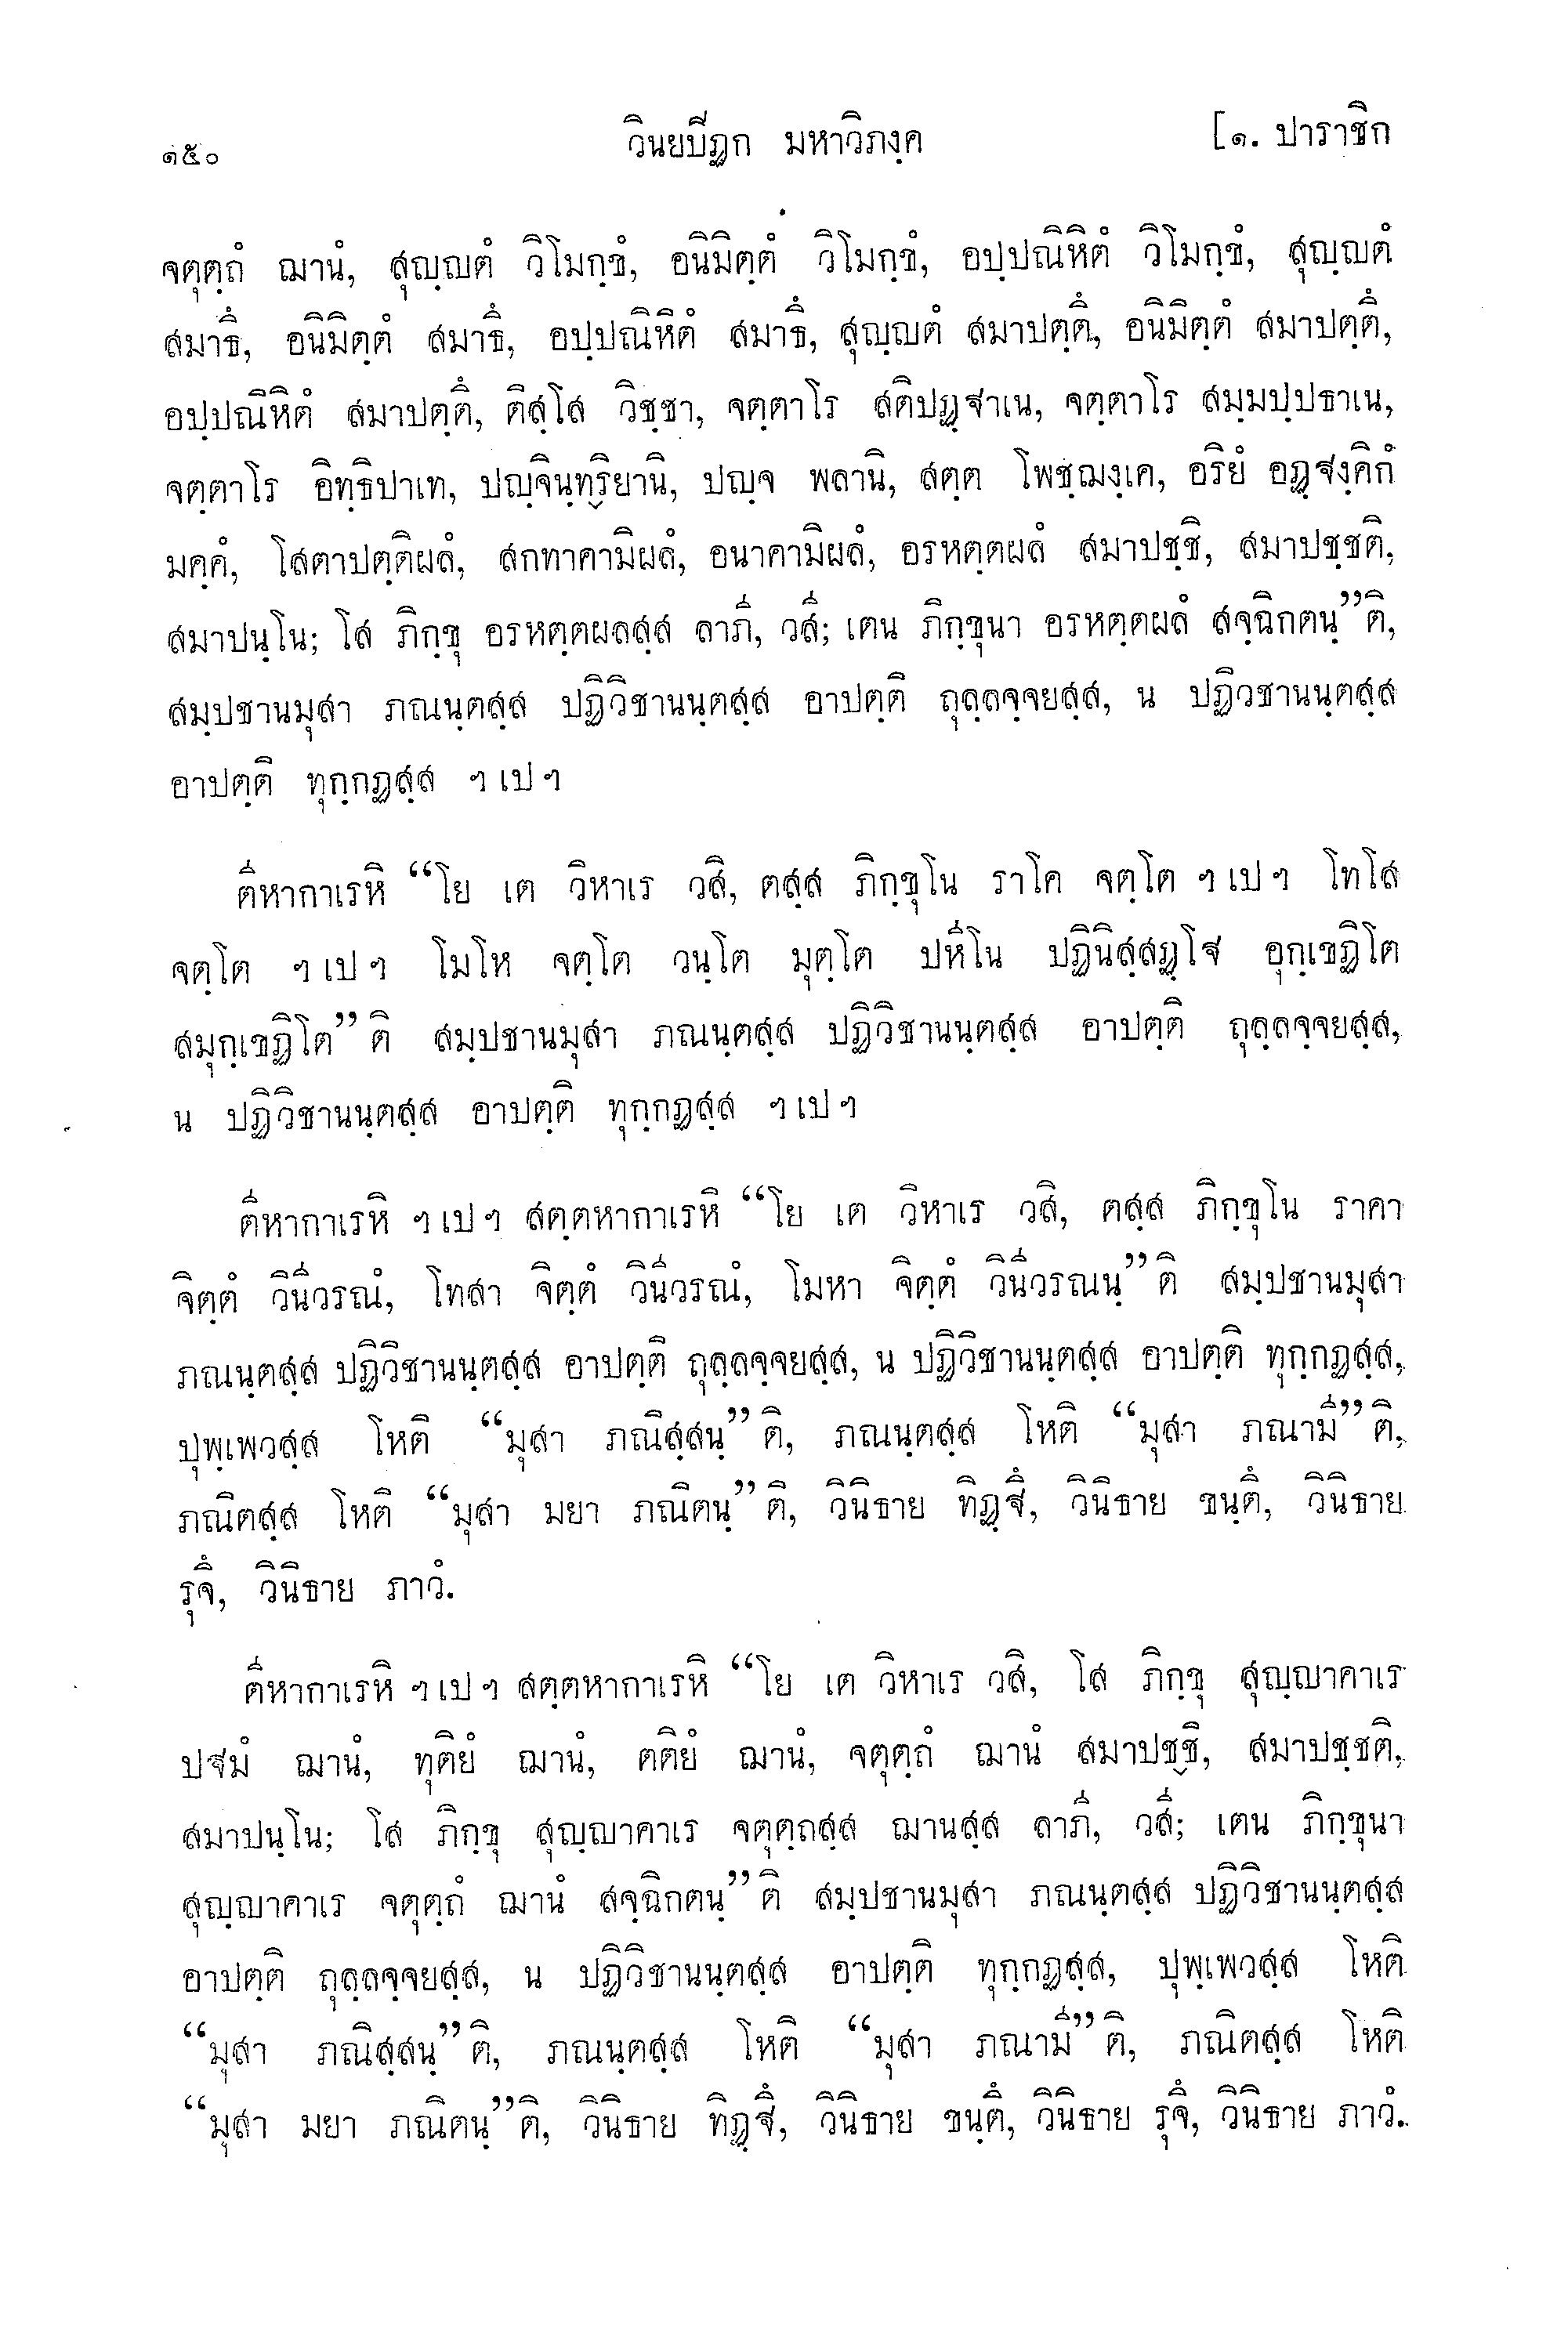 ๑๕๐ วินยปิฏก มหาวิภงฺค [๑. ปาราชิก
จตุตฺถํ ฌานํ, สุญฺญตํ วิโมกฺขํ, อนิมิตฺตํ วิโมกฺขํ, อปฺปณิหิตํ วิโมกฺขํ, สุญฺญตํ
สมาธึ, อนิมิตฺตํ สมาธึ, อปฺปณิหิตํ สมาธึ, สุญฺญตํ สมาปตฺตึ, อนิมิตฺตํ สมาปตฺตึ,
อปฺปณิหิตํ สมาปตฺตึ, ติสฺโส วิชฺชา, จตฺตาโร สติปฏฺฐาเน, จตฺตาโร สมฺมปฺปธาเน,
จตฺตาโร อิทฺธิปาเท, ปญฺจินฺทฺริยานิ, ปญฺจ พลานิ, สตฺต โพชฺฌงฺเค, อริยํ อฏฺฐงฺคิกํ
มคฺคํ, โสตาปตฺติผลํ, สกทาคามิผลํ, อนาคามิผลํ, อรหตฺตผลํ สมาปชฺชิ, สมาปชฺชติ,
สมาปนฺโน; โส ภิกฺขุ อรหตฺตผลสฺส ลาภี, วสี; เตน ภิกฺขุนา อรหตฺตผลํ สจฺฉิกตนฺ”ติ,
สมฺปชานมุสา ภณนฺตสฺส ปฏิวิชานนฺตสฺส อาปตฺติ ถุลฺลจฺจยสฺส, น ปฏิวชานนฺตสฺส
อาปตฺติ ทุกฺกฏสฺส ฯ เป ฯ
ตีหากาเรหิ “โย เต วิหาเร วสิ, ตสฺส ภิกฺขุโน ราโค จตฺโต ฯ เป ฯ โทโส
จตฺโต ฯ เป ฯ โมโห จตฺโต วนฺโต มุตฺโต ปหีโน ปฏินิสฺสฏฺโฐ อุกฺเขฏิโต
สมุกฺเขฏิโต” ติ สมฺปชานมุสา ภณนฺตสฺส ปฏิวิชานนฺตสฺส อาปตฺติ ถุลฺลจฺจยสฺส,
น ปฏิวิชานนฺตสฺส อาปตฺติ ทุกฺกฏสฺส ฯ เป ฯ
ตีหากาเรหิ ฯ เป ฯ สตฺตหากาเรหิ “โย เต วิหาเร วสิ, ตสฺส ภิกฺขุโน ราคา
จิตฺตํ วินีวรณํ, โทสา จิตฺตํ วินีวรณํ, โมหา จิตฺตํ วินีวรณนฺ” ติ สมฺปชานมุสา
ภณนฺตสฺส ปฏิวิชานนฺตสฺส อาปตฺติ ถุลฺลจฺจยสฺส, น ปฏิวิชานนฺตสฺส อาปตฺติ ทุกฺกฏสฺส,
ปุพฺเพวสฺส โหติ “มุสา ภณิสฺสนฺ” ติ, ภณนฺตสฺส โหติ “มุสา ภณามี” ติ,
ภณิตสฺส โหติ “มุสา มยา ภณิตนฺ” ติ, วินิธาย ทิฏฺฐึ, วินิธาย ขนฺตึ, วินิธาย
รุจึ, วินิธาย ภาวํ.
ตีหากาเรหิ ฯ เป ฯ สตฺตหากาเรหิ “โย เต วิหาเร วสิ, โส ภิกฺขุ สุญฺญาคาเร
ปฐมํ ฌานํ, ทุติยํ ฌานํ, ตติยํ ฌานํ, จตุตฺถํ ฌานํ สมาปชฺชิ, สมาปชฺชติ,
สมาปนฺโน; โส ภิกฺขุ สุญฺญาคาเร จตุตฺถสฺส ฌานสฺส ลาภี, วสี; เตน ภิกฺขุนา
สุญฺญาคาเร จตุตฺถํ ฌานํ สจฺฉิกตนฺ” ติ สมฺปชานมุสา ภณนฺตสฺส ปฏิวิชานนฺตสฺส
อาปตฺติ ถุลฺลจฺจยสฺส, น ปฏิวิชานนฺตสฺส อาปตฺติ ทุกฺกฏสฺส, ปุพฺเพวสฺส โหติ
“มุสา ภณิสฺสนฺ” ติ, ภณนฺตสฺส โหติ “มุสา ภณามี” ติ, ภณิตสฺส โหติ
“มุสา มยา ภณิตนฺ”ติ, วินิธาย ทิฏฺฐึ, วินิธาย ขนฺตึ, วินิธาย รุจึ, วินิธาย ภาวํ.